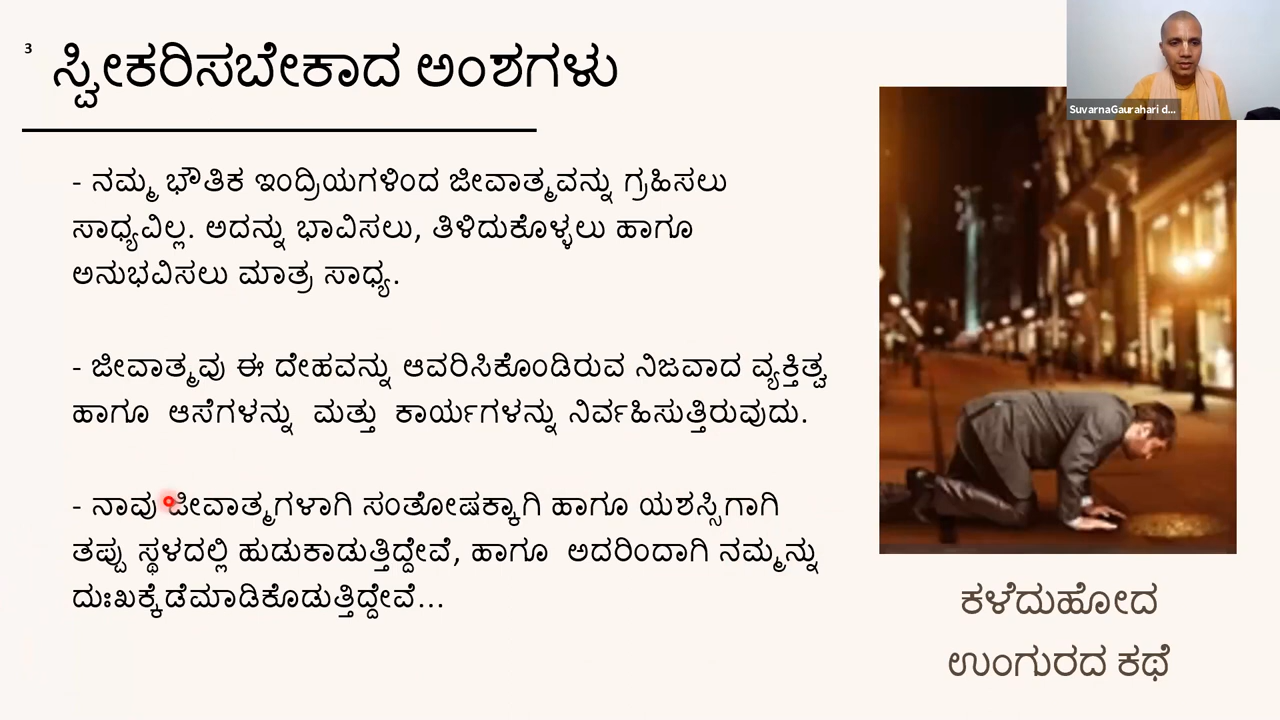 3
ಸ್ವೀಕರಿಸಬೇಕಾದ ಅಂಶಗಳು
SuvarnaGaurahari d...
- ನಮ್ಮ ಭೌತಿಕ ಇಂದ್ರಿಯಗಳಿಂದ ಜೀವಾತ್ಮವನ್ನು ಗ್ರಹಿಸಲು
ಸಾಧ್ಯವಿಲ್ಲ. ಅದನ್ನು ಭಾವಿಸಲು, ತಿಳಿದುಕೊಳ್ಳಲು ಹಾಗೂ
ಅನುಭವಿಸಲು ಮಾತ್ರ ಸಾಧ್ಯ.
- ಜೀವಾತ್ಮವು ಈ ದೇಹವನ್ನು ಆವರಿಸಿಕೊಂಡಿರುವ ನಿಜವಾದ ವ್ಯಕ್ತಿತ್ವ
ಹಾಗೂ ಆಸೆಗಳನ್ನು ಮತ್ತು ಕಾರ್ಯಗಳನ್ನು ನಿರ್ವಹಿಸುತ್ತಿರುವುದು.
- ನಾವು ಜೀವಾತ್ಮಗಳಾಗಿ ಸಂತೋಷಕ್ಕಾಗಿ ಹಾಗೂ ಯಶಸ್ಸಿಗಾಗಿ
ತಪ್ಪು ಸ್ಥಳದಲ್ಲಿ ಹುಡುಕಾಡುತ್ತಿದ್ದೇವೆ, ಹಾಗೂ ಅದರಿಂದಾಗಿ ನಮ್ಮನ್ನು
ದುಃಖಕ್ಕೆಡೆಮಾಡಿಕೊಡುತ್ತಿದ್ದೇವೆ...
ಕಳೆದುಹೋದ
ಉಂಗುರದ ಕಥೆ